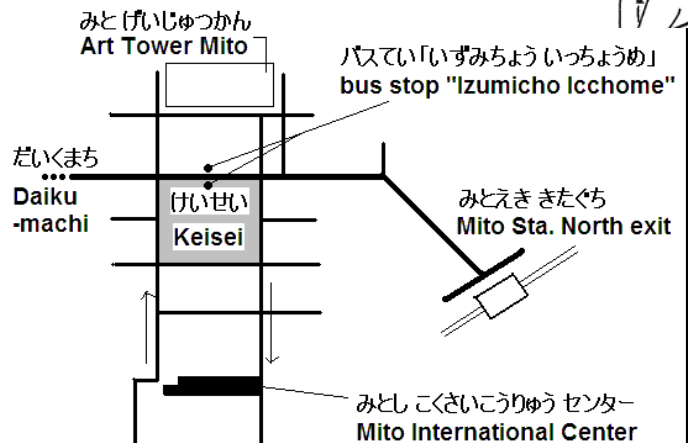 みと げいじゅつかん
Art Tower Mito
バスてい「いずみちょう いっちょうめ」
bus stop "Izumicho Icchome"
だいくまち
Daiku
-machi
けいせい
Keisei
みとえき きたぐち
Mito Sta. North exit
みとし こくさいこうりゅう センター
Mito International Center